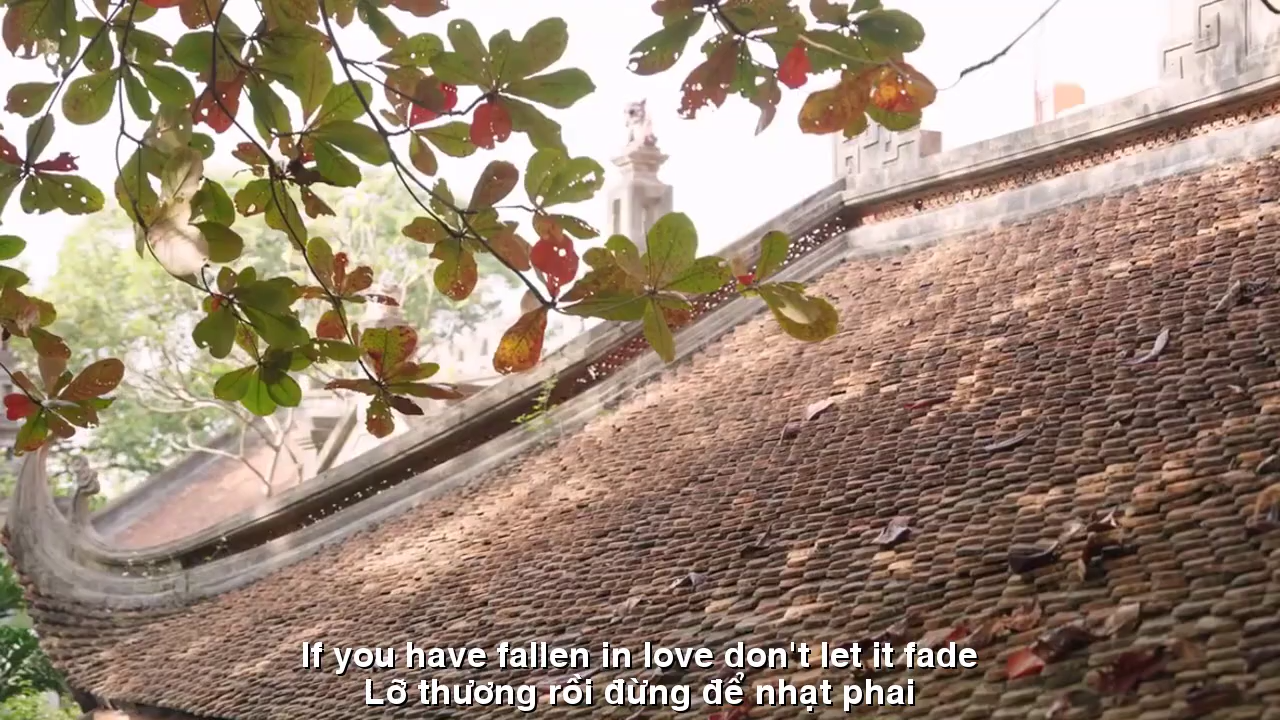 If you have fallen in love don't let it fade
Lỡ thương rồi đừng để nhạt phai